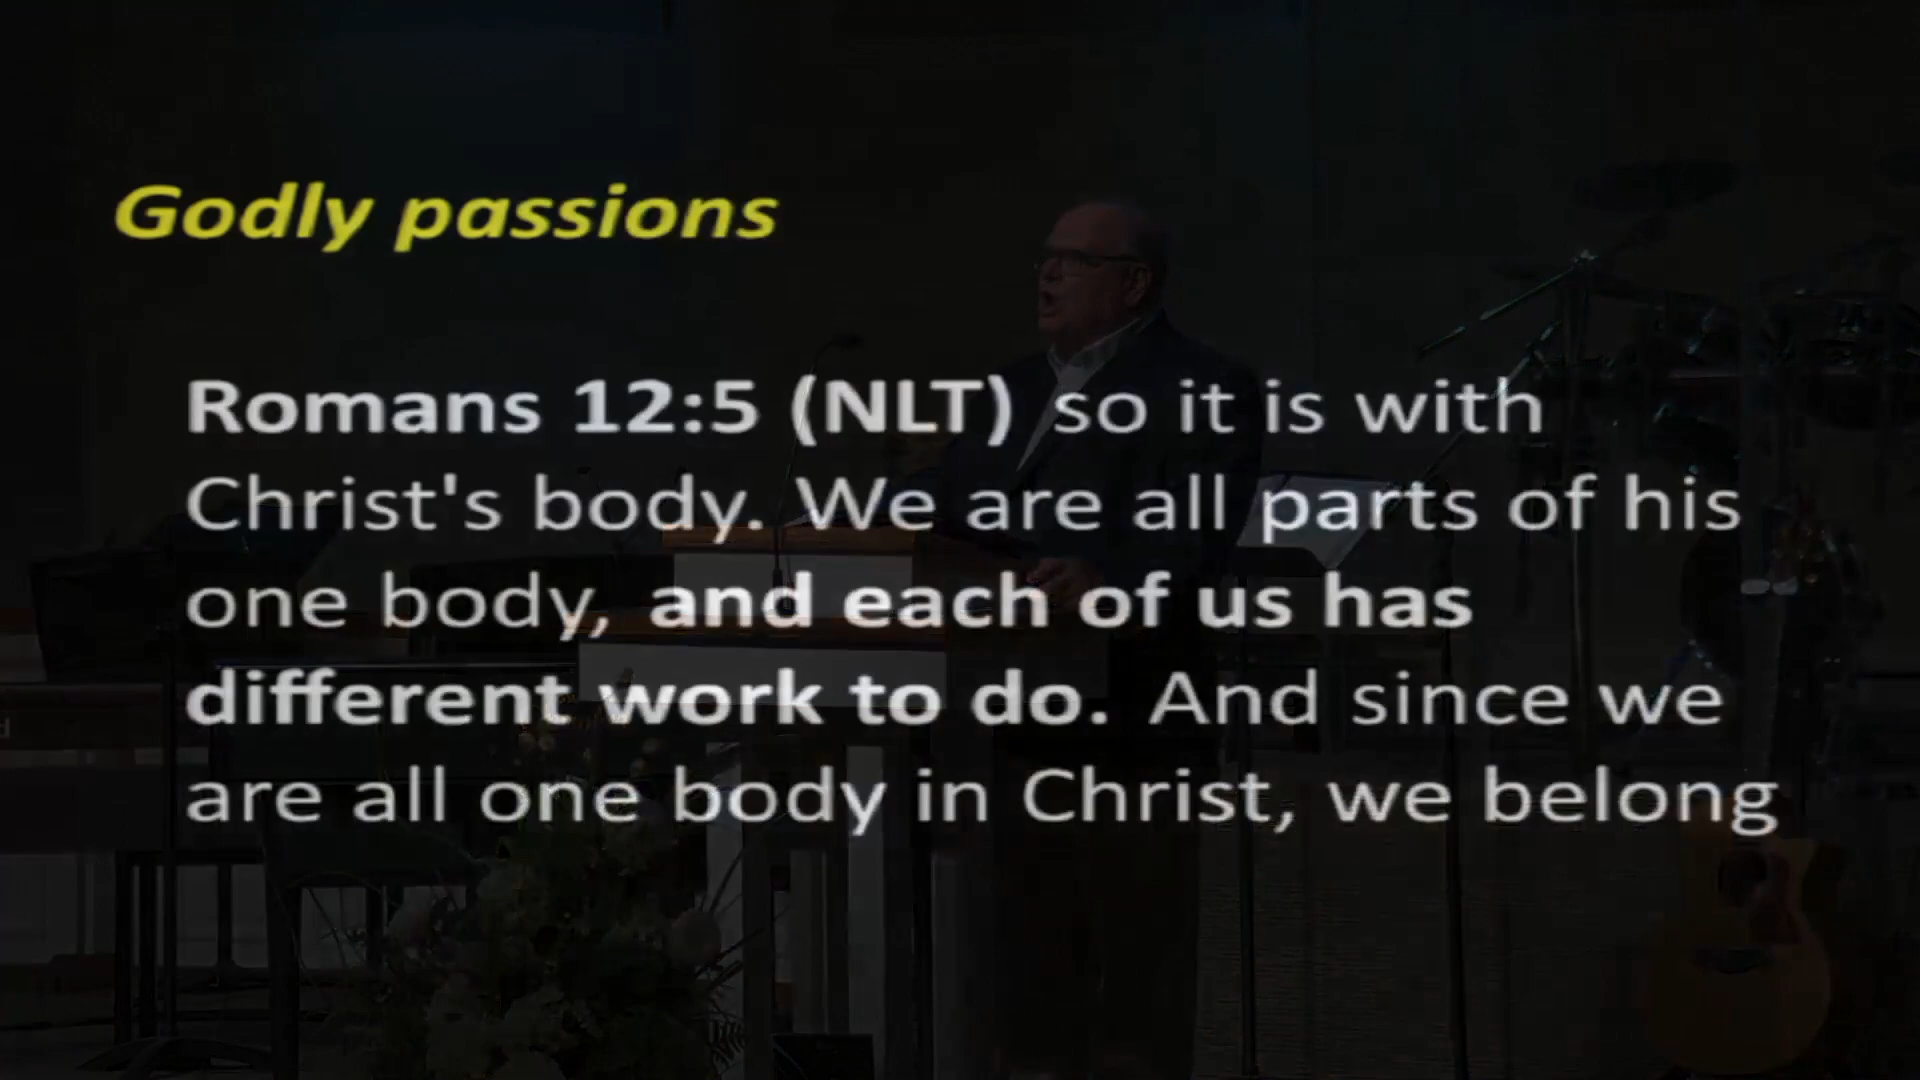 Godly passions
Romans 12:5 (NLT) so it is with
Christ's body. We are all parts of his
one body, and each of us has
different work to do. And since we
are all one body in Christ, we belong